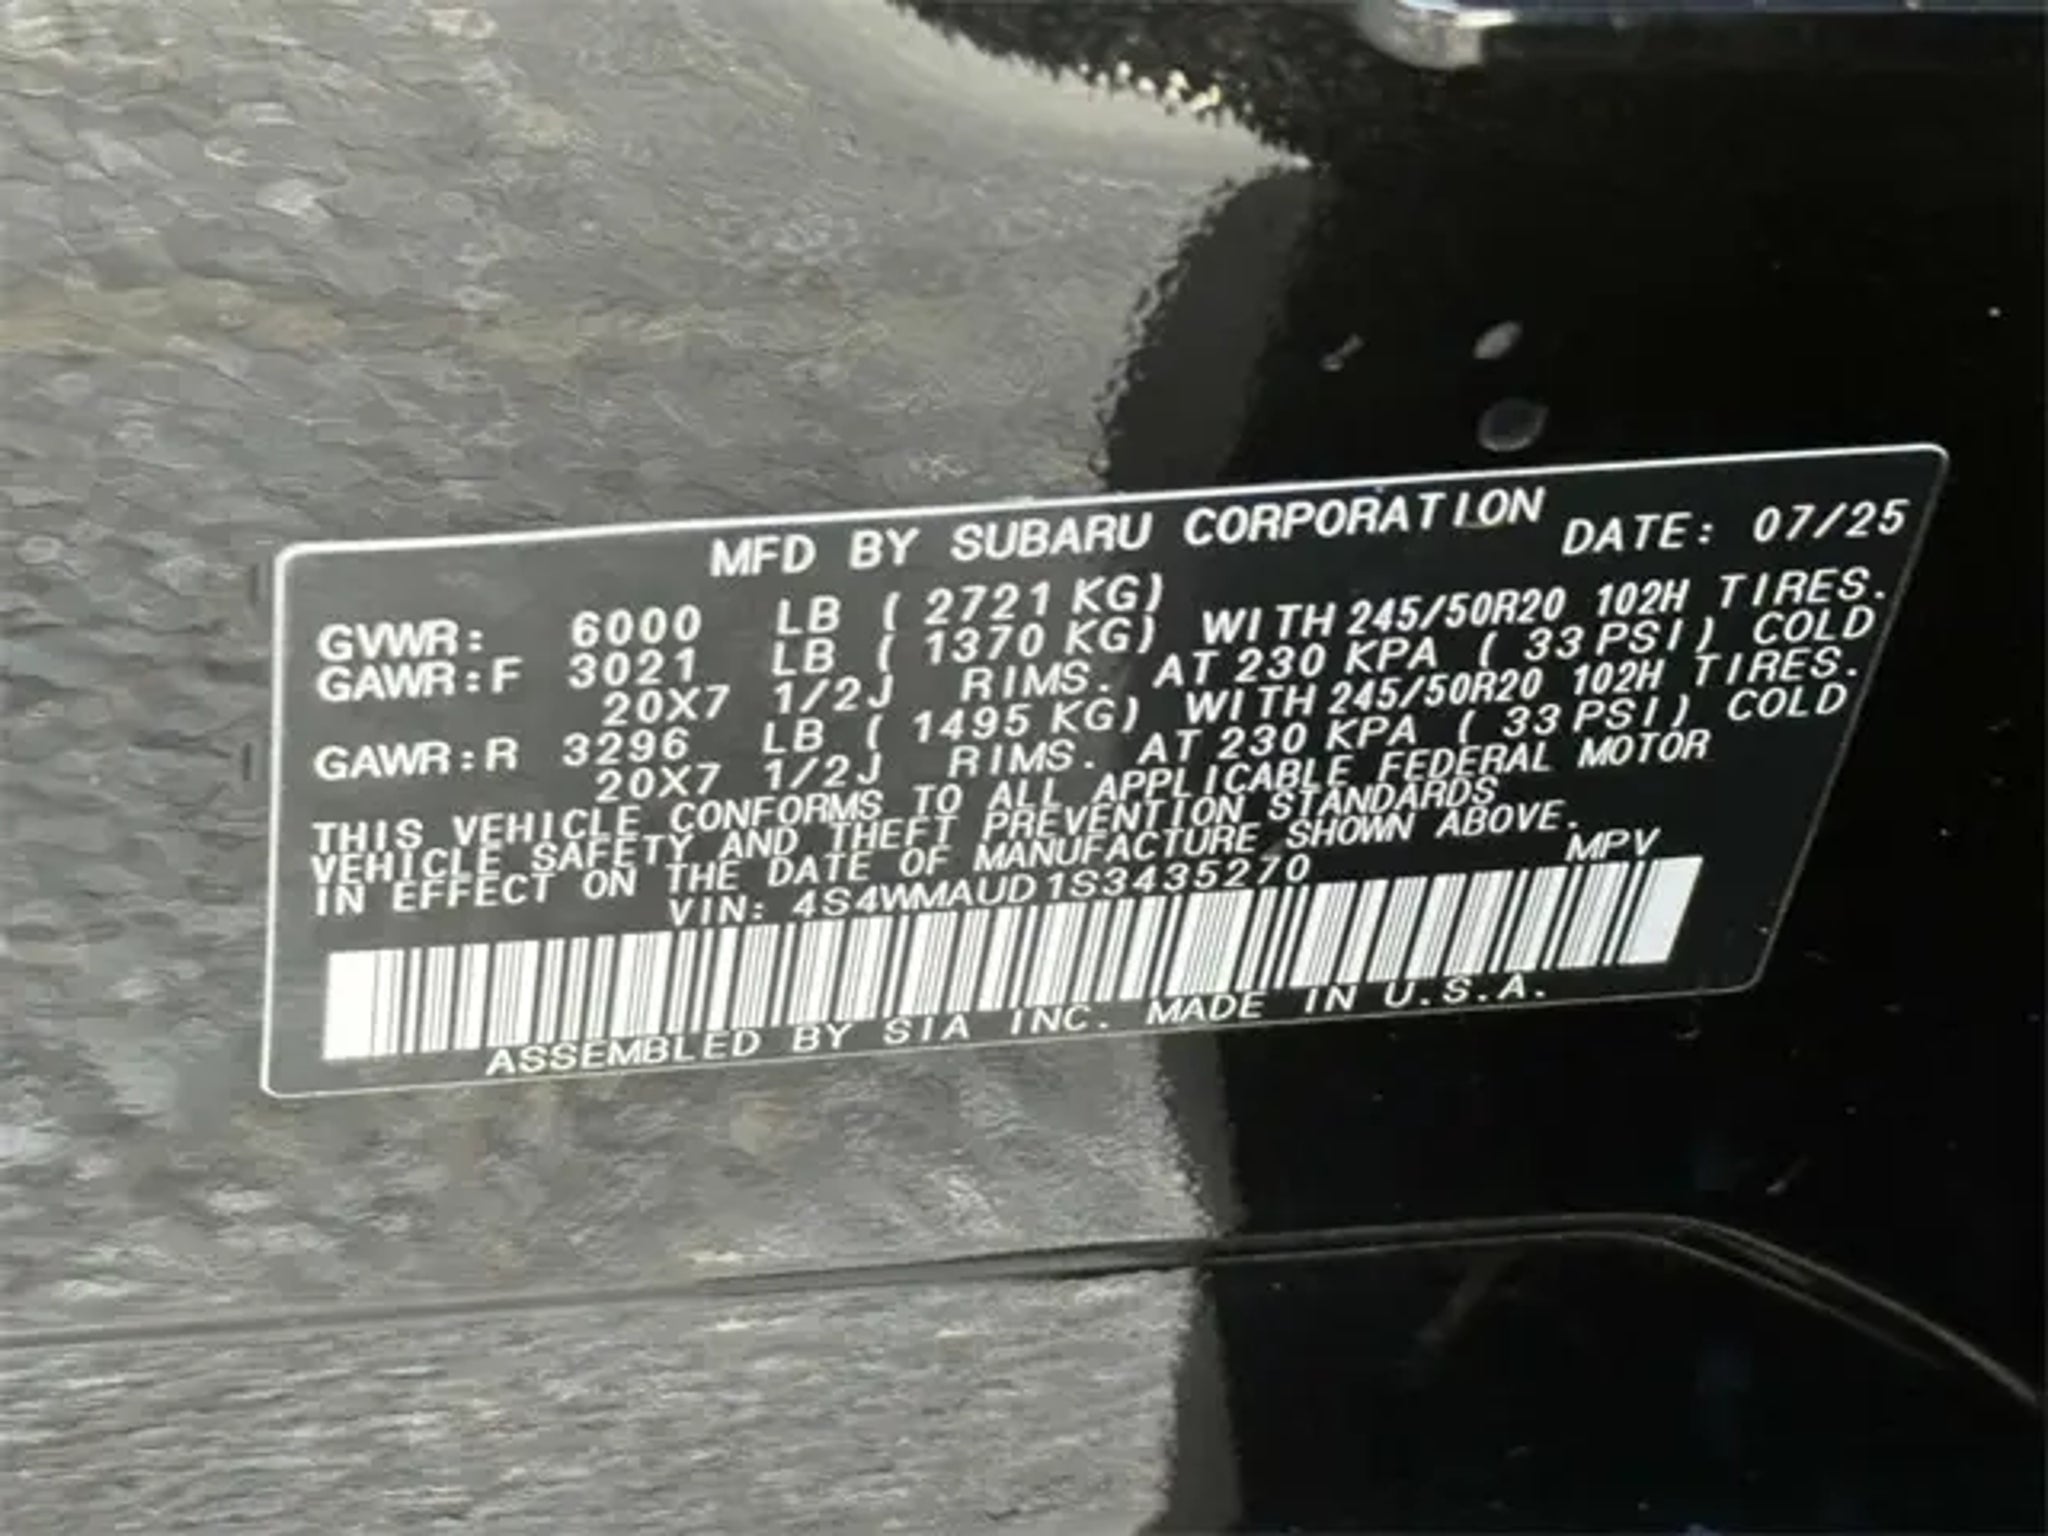 MFD BY SUBARU CORPORATION DATE: 07/25
GVWR: 6000 LB ( 2721 KG)
GAWR:F 3021 LB ( 1370 KG) WITH 245/50R20 102H TIRES.
20X7 1/2J RIMS. AT 230 KPA ( 33 PSI) COLD
GAWR:R 3296 LB ( 1495 KG) WITH 245/50R20 102H TIRES.
20X7 1/2J RIMS. AT 230 KPA ( 33 PSI) COLD
THIS VEHICLE CONFORMS TO ALL APPLICABLE FEDERAL MOTOR
VEHICLE SAFETY AND THEFT PREVENTION STANDARDS
IN EFFECT ON THE DATE OF MANUFACTURE SHOWN ABOVE.
VIN: 4S4WMAUD1S3435270 MPV
ASSEMBLED BY SIA INC. MADE IN U.S.A.